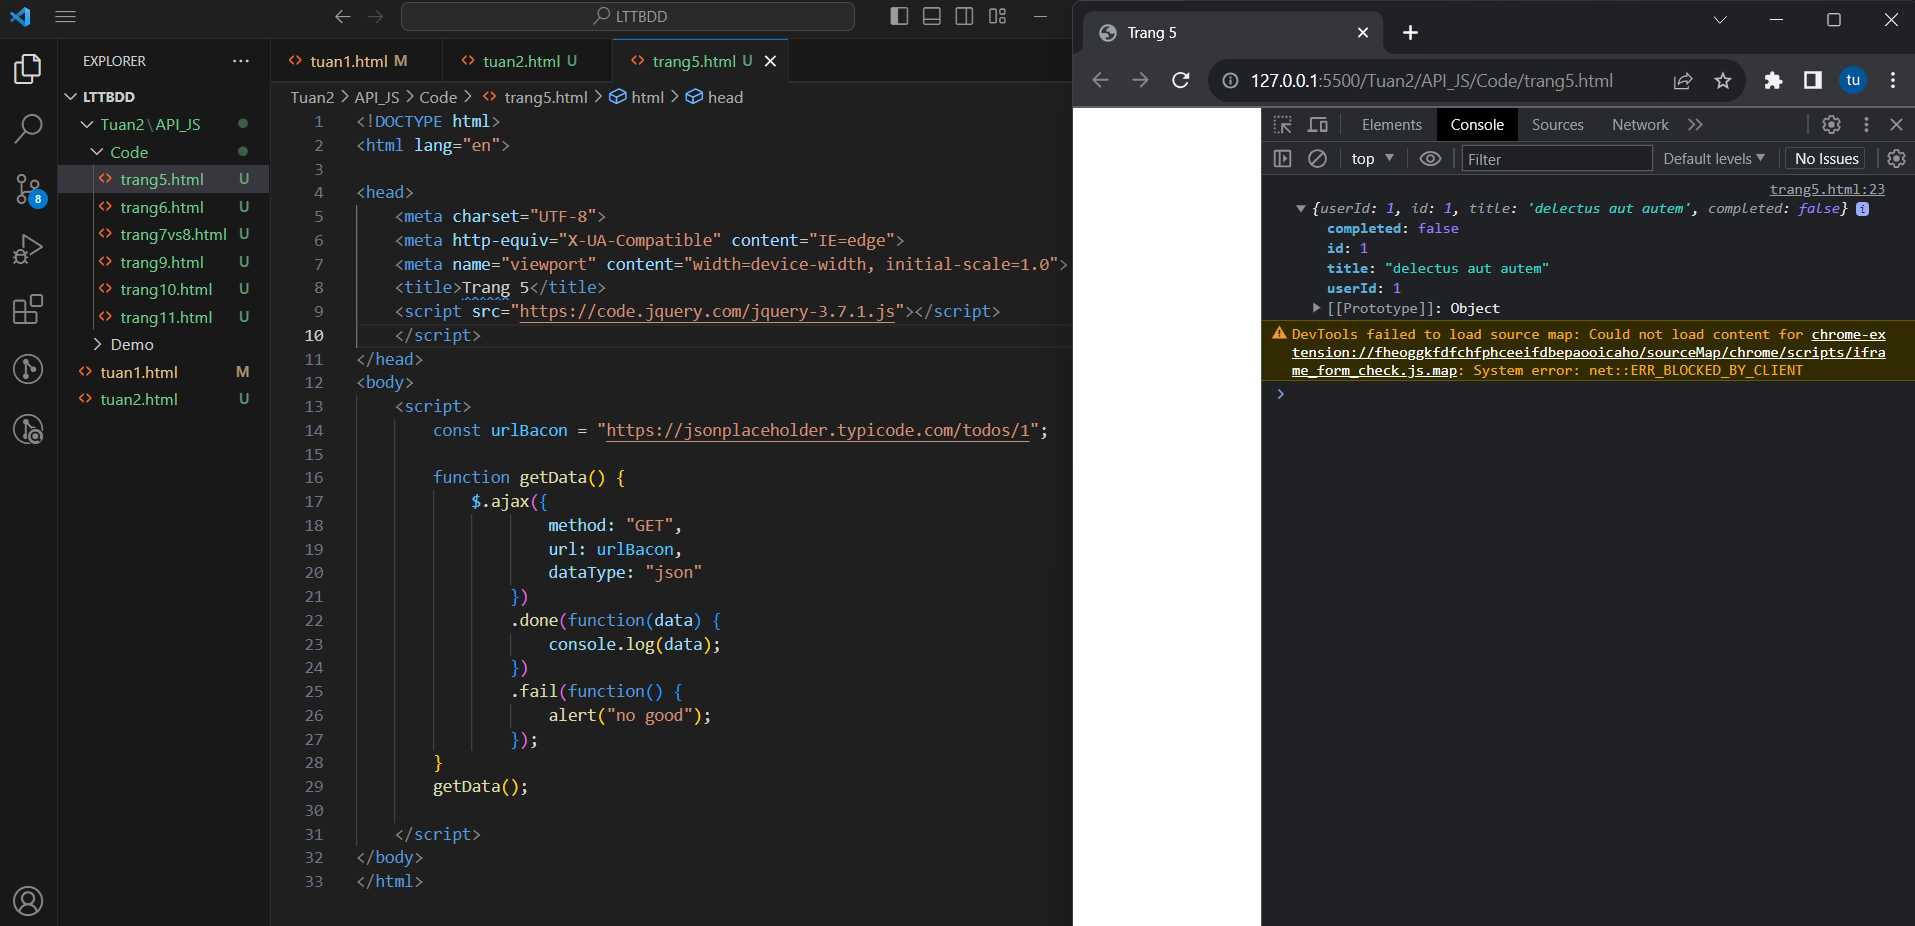 LTTBDD
EXPLORER
LTTBDD
Tuan2\API_JS
Code
trang5.html U
trang6.html U
trang7vs8.html U
trang9.html U
trang10.html U
trang11.html U
Demo
tuan1.html M
tuan2.html U
8
tuan1.html M
tuan2.html U
trang5.html U
Tuan2 > API_JS > Code > trang5.html > html > head
1 <!DOCTYPE html>
2 <html lang="en">
3
4 <head>
5 <meta charset="UTF-8">
6 <meta http-equiv="X-UA-Compatible" content="IE=edge">
7 <meta name="viewport" content="width=device-width, initial-scale=1.0">
8 <title>Trang 5</title>
9 <script src="https://code.jquery.com/jquery-3.7.1.js"></script>
10 </script>
11 </head>
12 <body>
13 <script>
14 const urlBacon = "https://jsonplaceholder.typicode.com/todos/1";
15
16 function getData() {
17 $.ajax({
18 method: "GET",
19 url: urlBacon,
20 dataType: "json"
21 })
22 .done(function(data) {
23 console.log(data);
24 })
25 .fail(function() {
26 alert("no good");
27 });
28 }
29 getData();
30
31 </script>
32 </body>
33 </html>
Trang 5
127.0.0.1:5500/Tuan2/API_JS/Code/trang5.html
tu
Elements Console Sources Network
top Filter Default levels No Issues
trang5.html:23
{userId: 1, id: 1, title: 'delectus aut autem', completed: false} i
completed: false
id: 1
title: "delectus aut autem"
userId: 1
[[Prototype]]: Object
DevTools failed to load source map: Could not load content for chrome-ex
tension://fheoggkfdfchfphceeifdbepaooicaho/sourceMap/chrome/scripts/ifra
me_form_check.js.map: System error: net::ERR_BLOCKED_BY_CLIENT